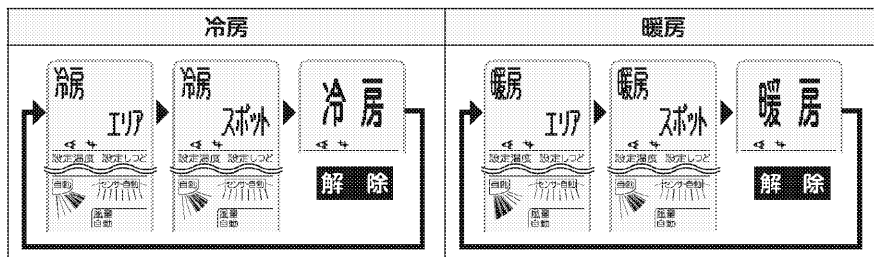 冷房
暖房
冷房
エリア
設定温度 設定しつど
自動
センサー自動
風量
自動
冷房
スポット
設定温度 設定しつど
自動
センサー自動
風量
自動
冷房
解除
暖房
エリア
設定温度 設定しつど
自動
センサー自動
風量
自動
暖房
スポット
設定温度 設定しつど
自動
センサー自動
風量
自動
暖房
解除